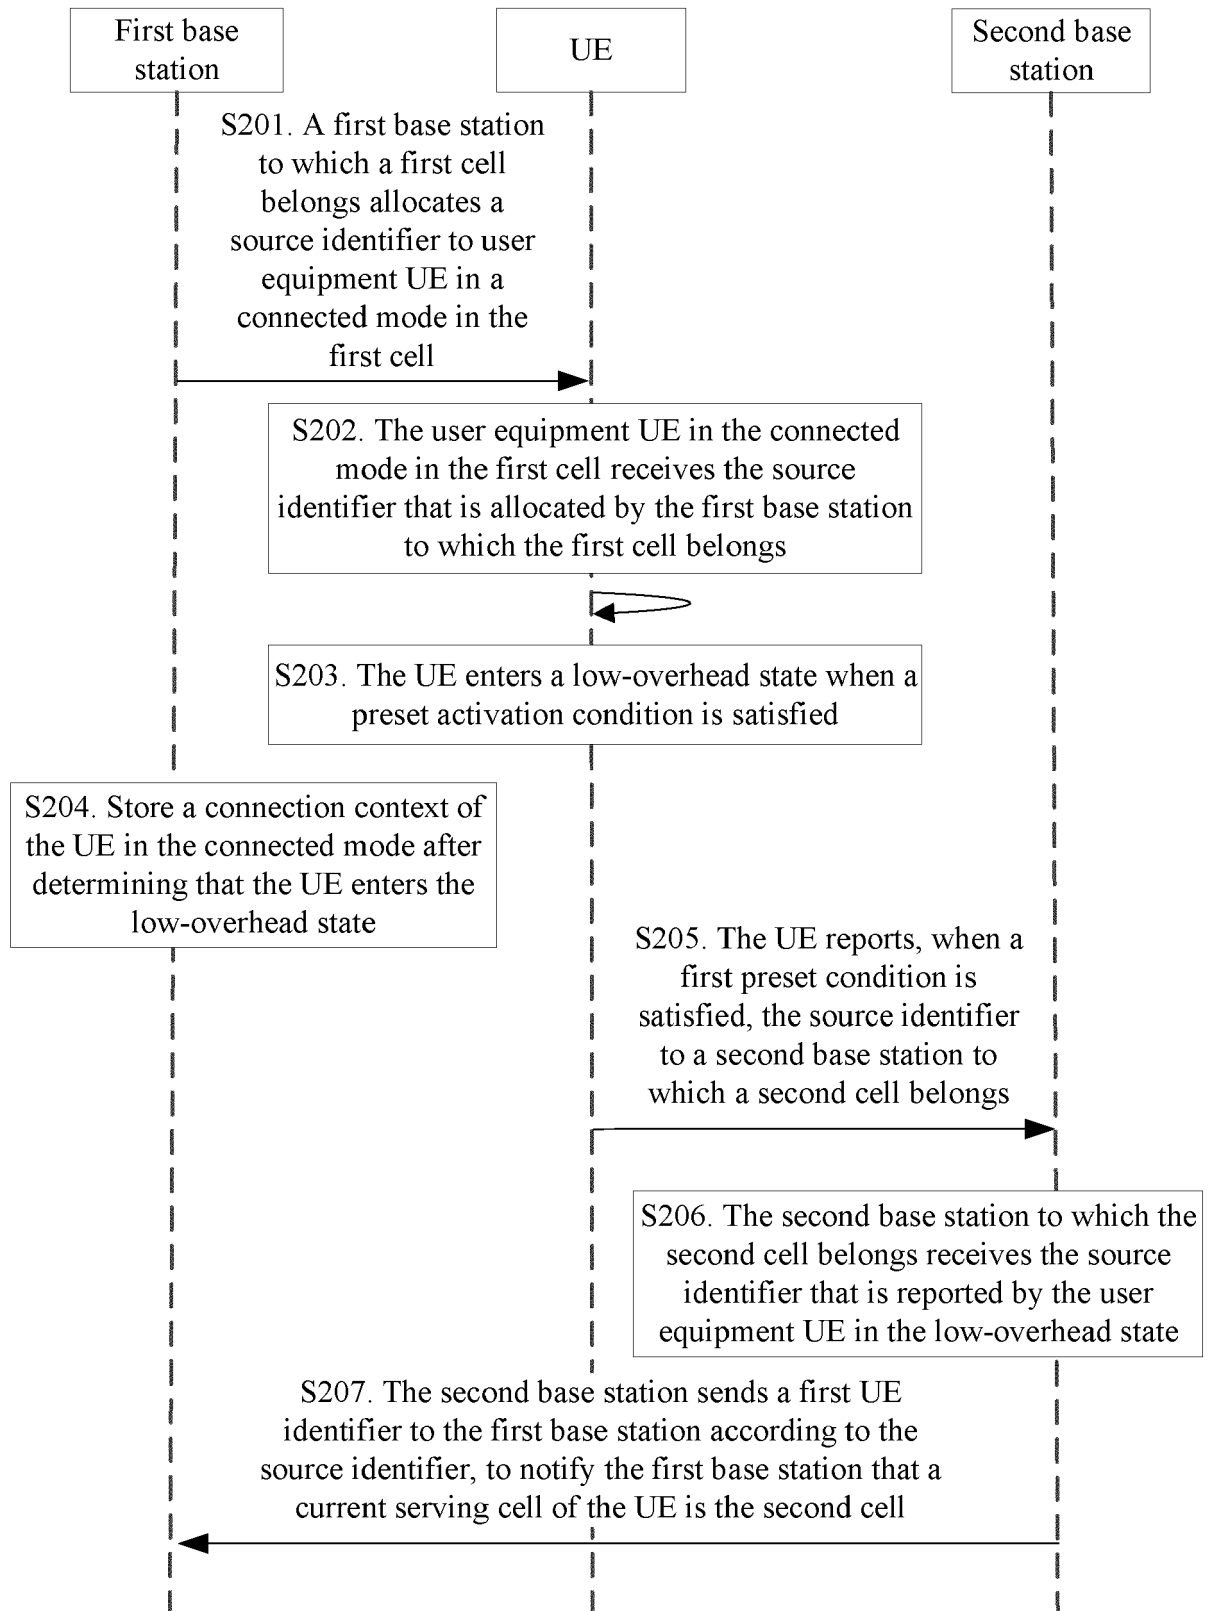 First base
station
UE
Second base
station
S201. A first base station
to which a first cell
belongs allocates a
source identifier to user
equipment UE in a
connected mode in the
first cell
S202. The user equipment UE in the connected
mode in the first cell receives the source
identifier that is allocated by the first base station
to which the first cell belongs
S203. The UE enters a low-overhead state when a
preset activation condition is satisfied
S204. Store a connection context of
the UE in the connected mode after
determining that the UE enters the
low-overhead state
S205. The UE reports, when a
first preset condition is
satisfied, the source identifier
to a second base station to
which a second cell belongs
S206. The second base station to which the
second cell belongs receives the source
identifier that is reported by the user
equipment UE in the low-overhead state
S207. The second base station sends a first UE
identifier to the first base station according to the
source identifier, to notify the first base station that a
current serving cell of the UE is the second cell